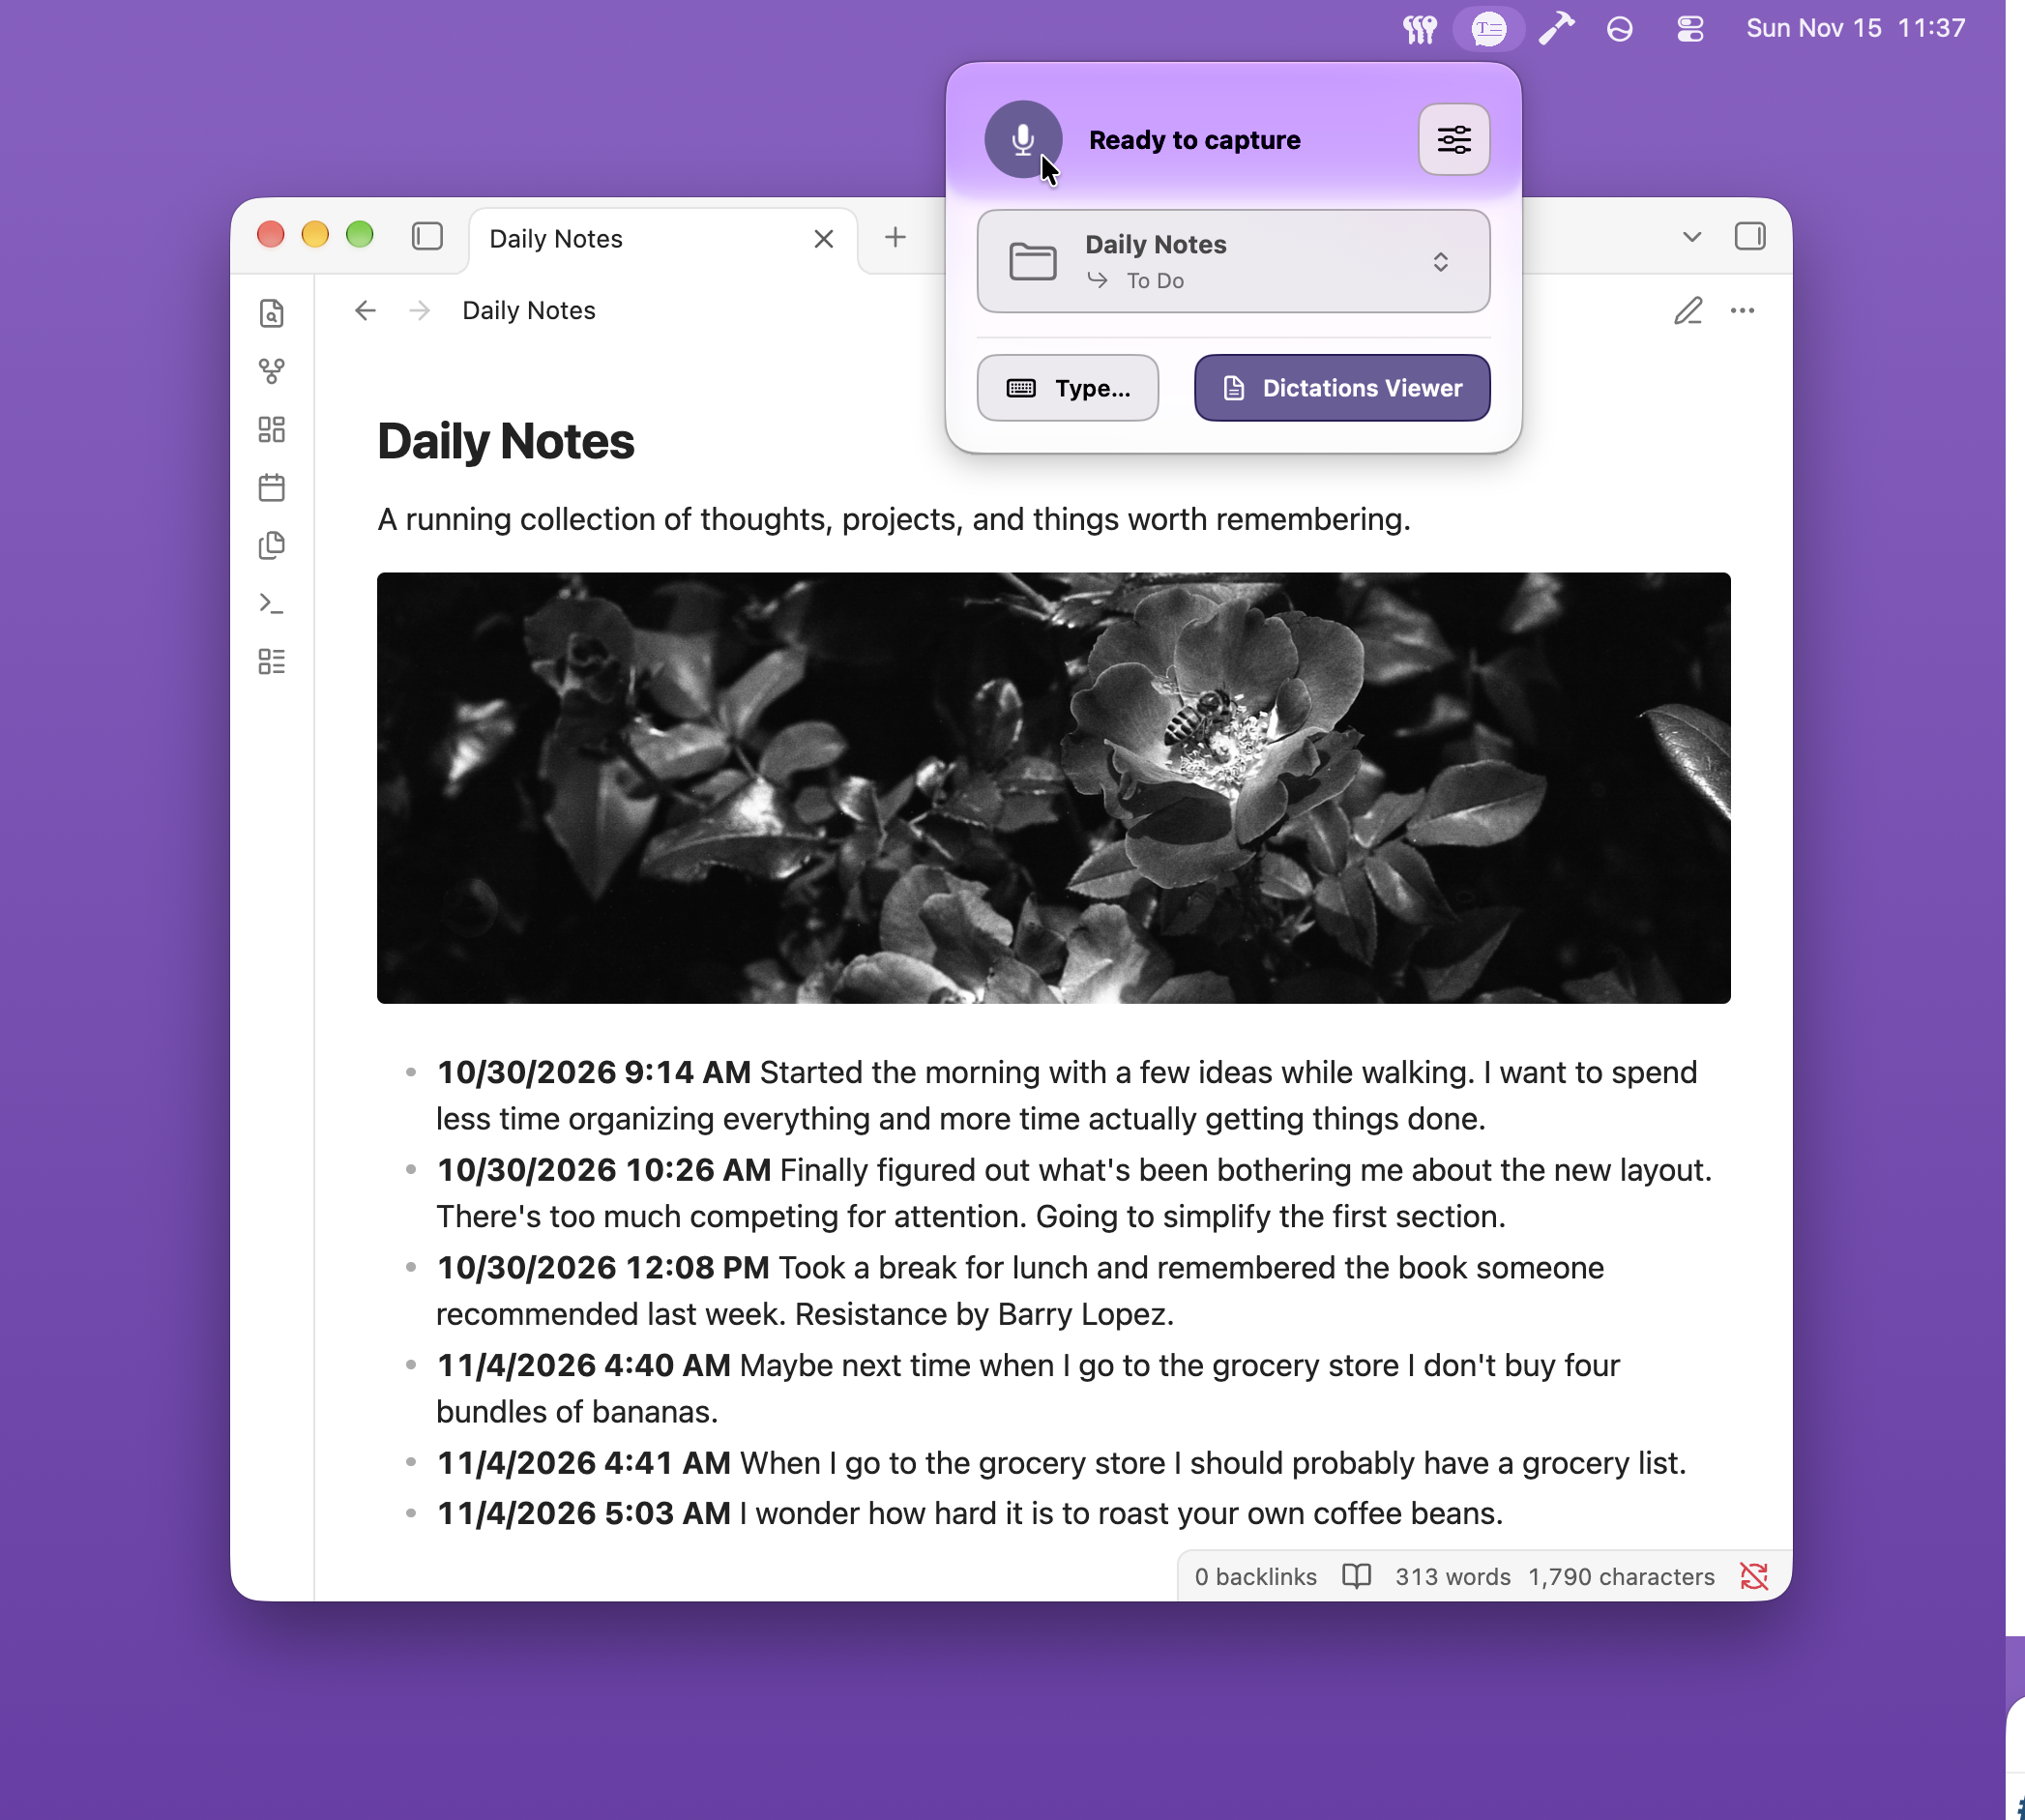 Sun Nov 15 11:37
Ready to capture
Daily Notes
To Do
Type...
Dictations Viewer
Daily Notes
Daily Notes
Daily Notes
A running collection of thoughts, projects, and things worth remembering.
10/30/2026 9:14 AM Started the morning with a few ideas while walking. I want to spend
less time organizing everything and more time actually getting things done.
10/30/2026 10:26 AM Finally figured out what's been bothering me about the new layout.
There's too much competing for attention. Going to simplify the first section.
10/30/2026 12:08 PM Took a break for lunch and remembered the book someone
recommended last week. Resistance by Barry Lopez.
11/4/2026 4:40 AM Maybe next time when I go to the grocery store I don't buy four
bundles of bananas.
11/4/2026 4:41 AM When I go to the grocery store I should probably have a grocery list.
11/4/2026 5:03 AM I wonder how hard it is to roast your own coffee beans.
0 backlinks 313 words 1,790 characters